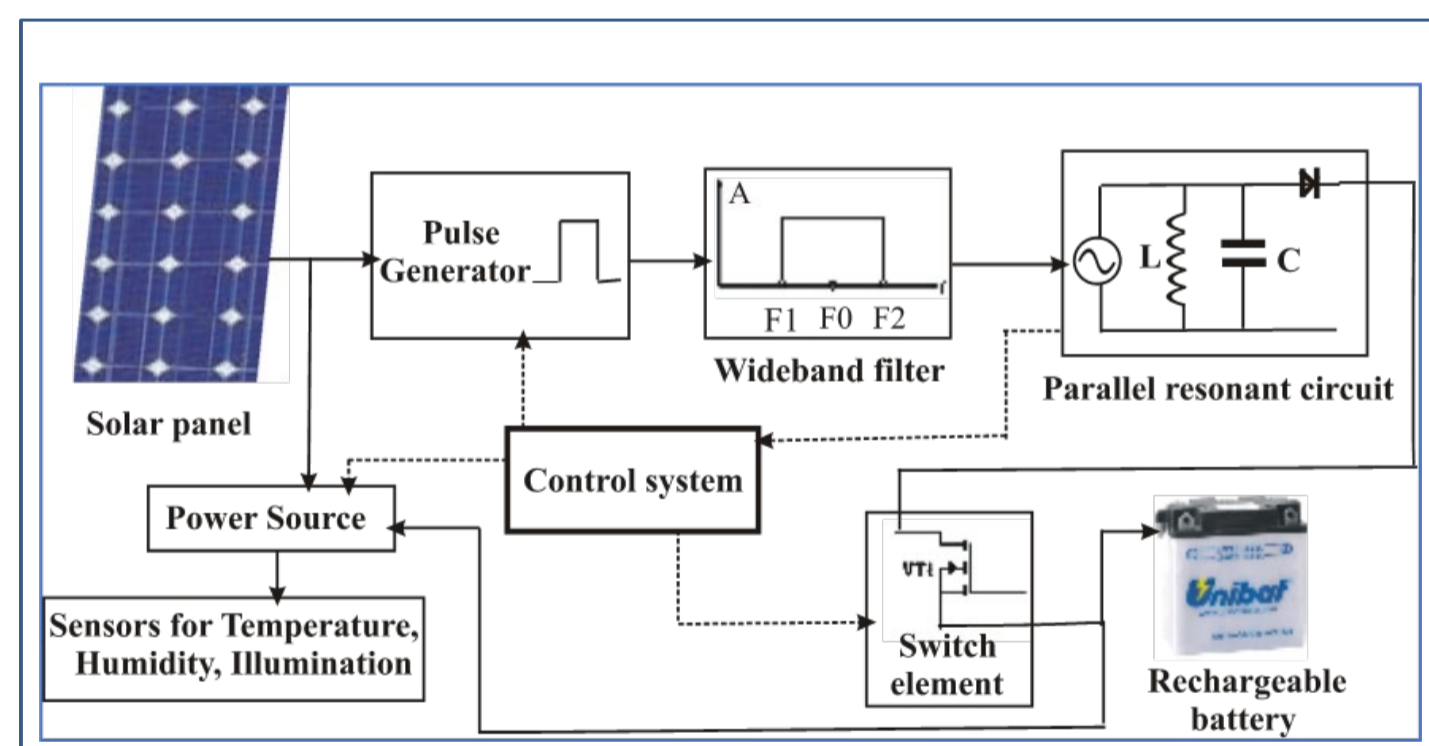 Pulse
Generator
A
F1 F0 F2
Wideband filter
L
C
Parallel resonant circuit
Solar panel
Control system
Power Source
Sensors for Temperature,
Humidity, Illumination
VT1
Switch
element
Unibat
Rechargeable
battery